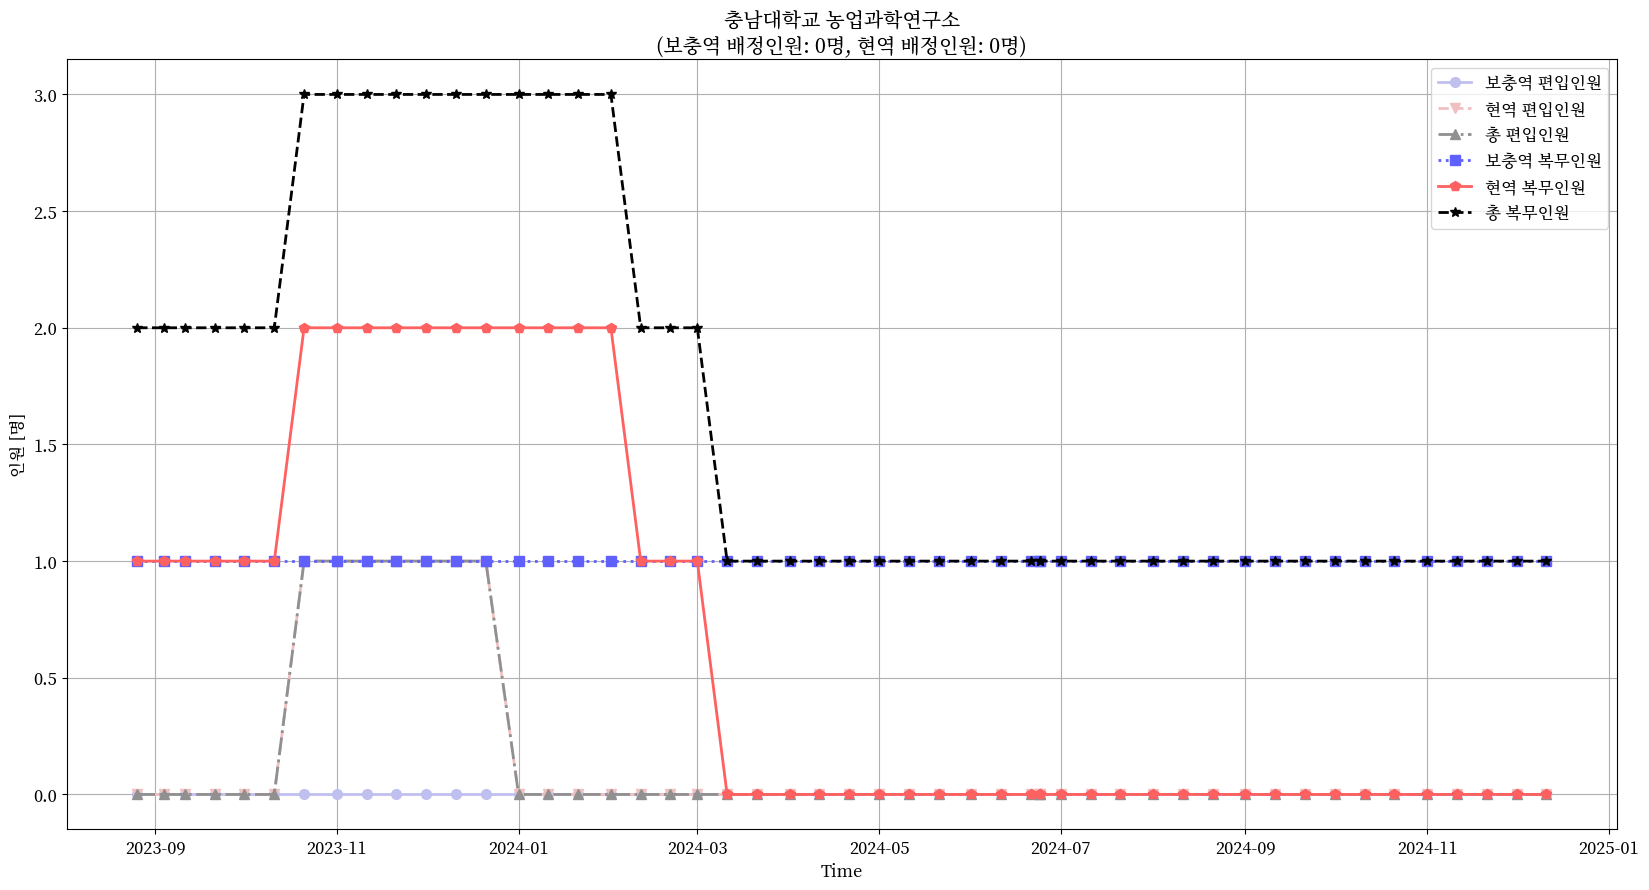 충남대학교 농업과학연구소
(보충역 배정인원: 0명, 현역 배정인원: 0명)
보충역 편입인원
현역 편입인원
총 편입인원
보충역 복무인원
현역 복무인원
총 복무인원
인원 [명]
3.0
2.5
2.0
1.5
1.0
0.5
0.0
2023-09
2023-11
2024-01
2024-03
2024-05
2024-07
2024-09
2024-11
2025-01
Time